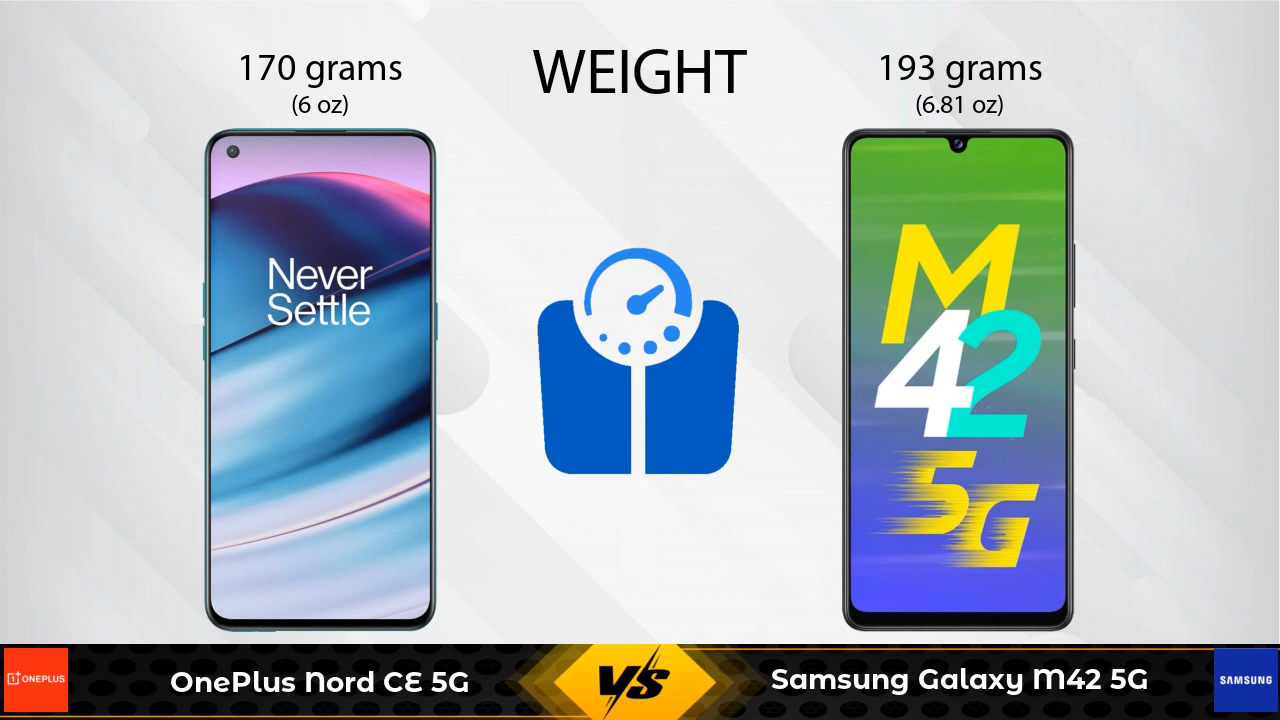 WEIGHT
170 grams
(6 oz)
193 grams
(6.81 oz)
Never
Settle
M
42
5G
ONEPLUS
OnePlus Nord CE 5G
VS
Samsung Galaxy M42 5G
SAMSUNG